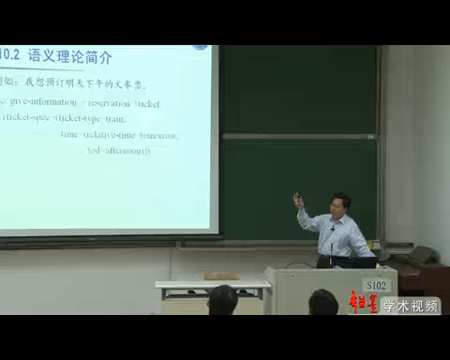 10.2 语义理论简介
例如:我想预订明天下午的火车票。
c: give-information + reservation +ticket
(ticket-spec=(ticket-type=train,
time=(relative-time=tomorrow,
tod=afternoon)))
S102
学术视频